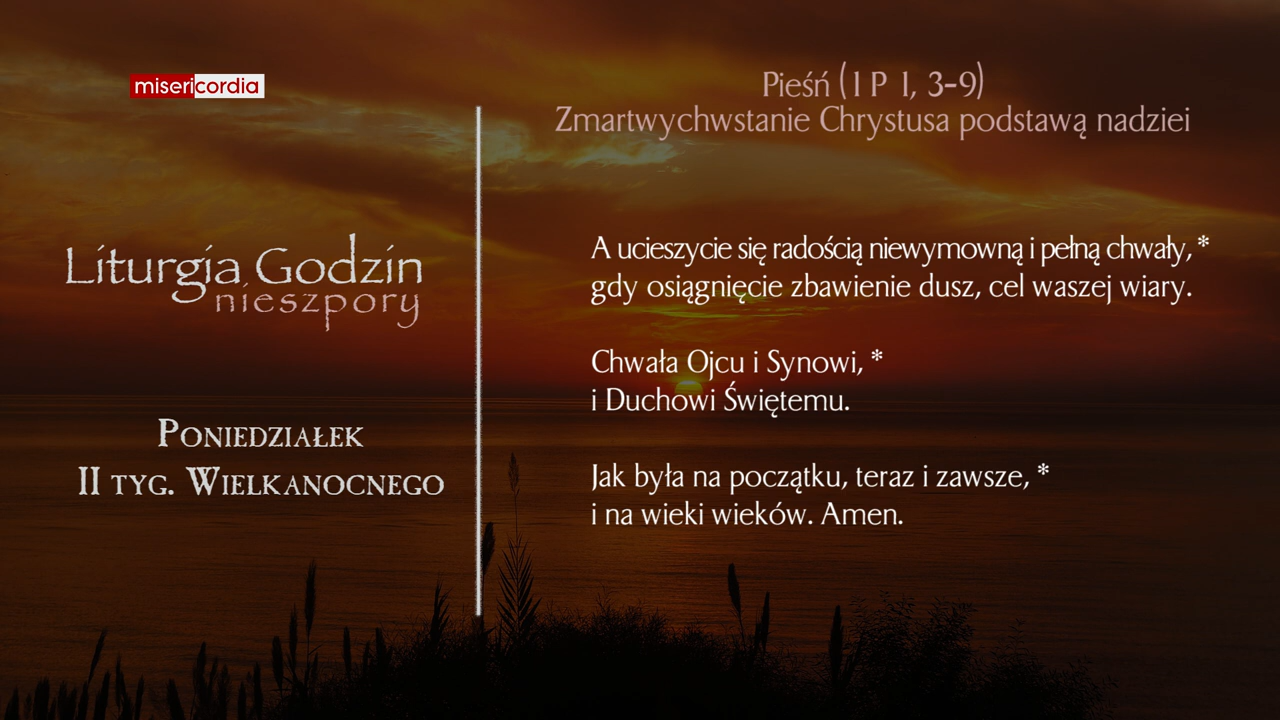 misericordia
Liturgia Godzin
nieszpory
Poniedziałek
II tyg. Wielkanocnego
Pieśń (1 P 1, 3-9)
Zmartwychwstanie Chrystusa podstawą nadziei
A ucieszycie się radością niewymowną i pełną chwały, *
gdy osiągnięcie zbawienie dusz, cel waszej wiary.
Chwała Ojcu i Synowi, *
i Duchowi Świętemu.
Jak była na początku, teraz i zawsze, *
i na wieki wieków. Amen.